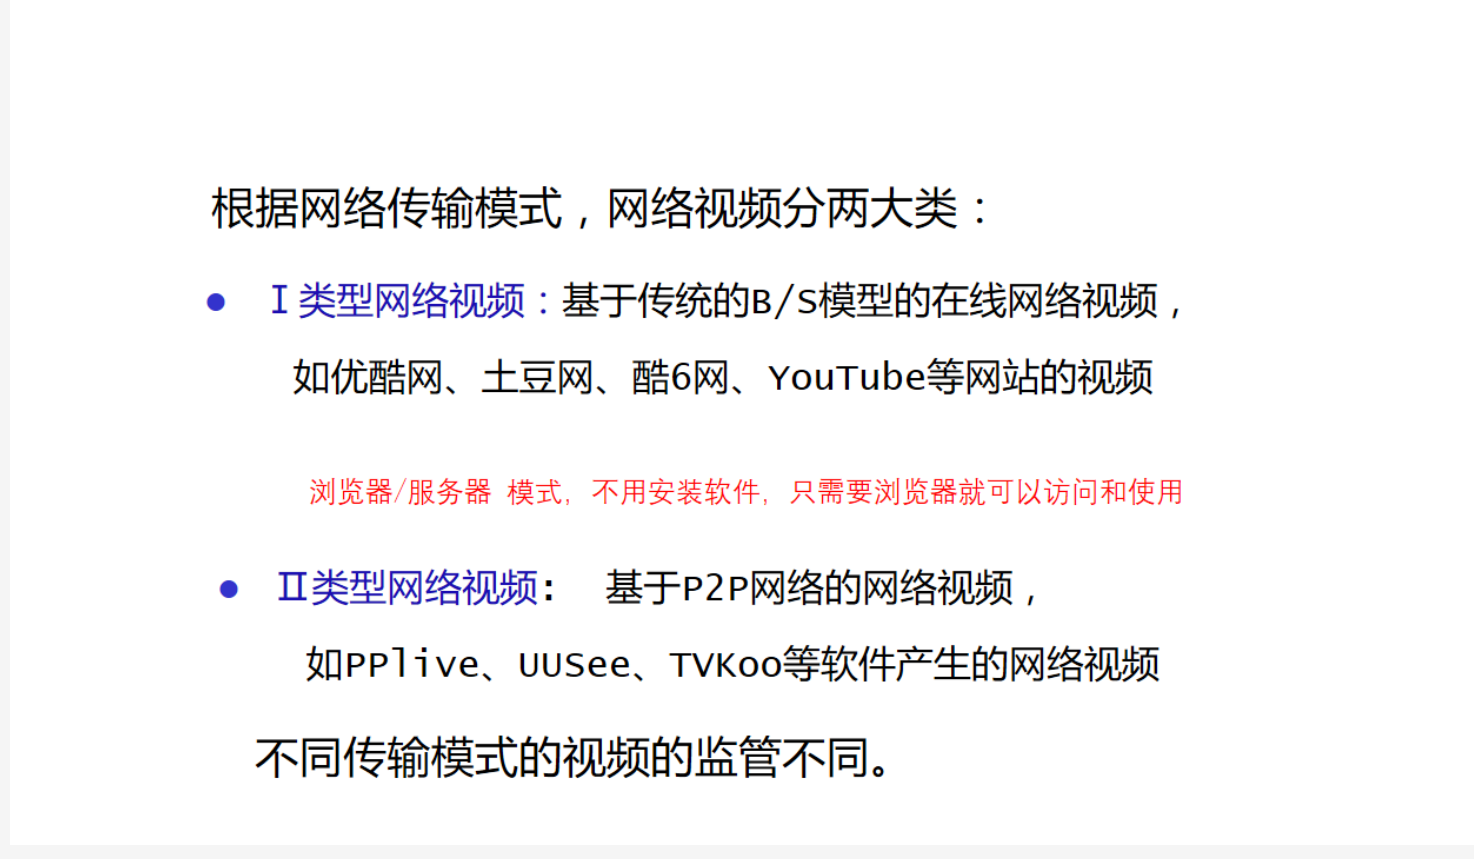 根据网络传输模式，网络视频分两大类：
● Ⅰ类型网络视频：基于传统的B/S模型的在线网络视频，
如优酷网、土豆网、酷6网、YouTube等网站的视频
浏览器/服务器 模式，不用安装软件，只需要浏览器就可以访问和使用
● Ⅱ类型网络视频: 基于P2P网络的网络视频，
如PPlive、UUSee、TVKoo等软件产生的网络视频
不同传输模式的视频的监管不同。